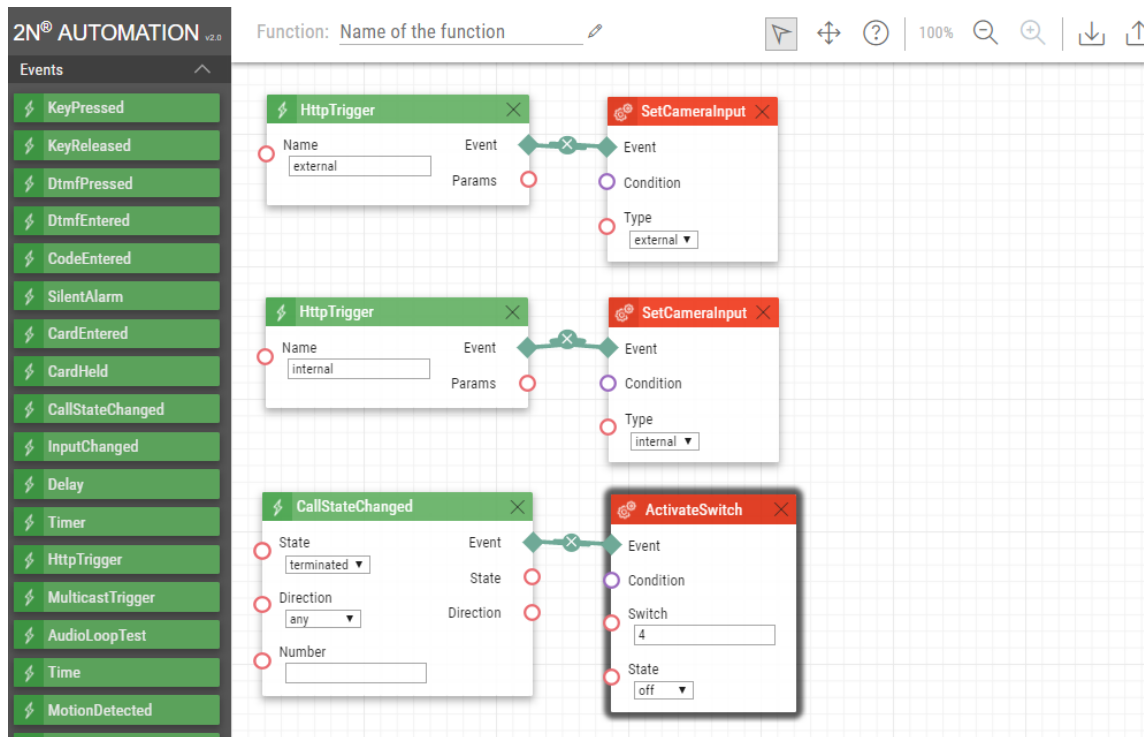 2N® AUTOMATION v2.0
Function: Name of the function
100%
Events
KeyPressed
KeyReleased
DtmfPressed
DtmfEntered
CodeEntered
SilentAlarm
CardEntered
CardHeld
CallStateChanged
InputChanged
Delay
Timer
HttpTrigger
MulticastTrigger
AudioLoopTest
Time
MotionDetected
HttpTrigger
Name
external
Event
Params
SetCameraInput
Event
Condition
Type
external
HttpTrigger
Name
internal
Event
Params
SetCameraInput
Event
Condition
Type
internal
CallStateChanged
State
terminated
Direction
any
Number
Event
State
Direction
ActivateSwitch
Event
Condition
Switch
4
State
off